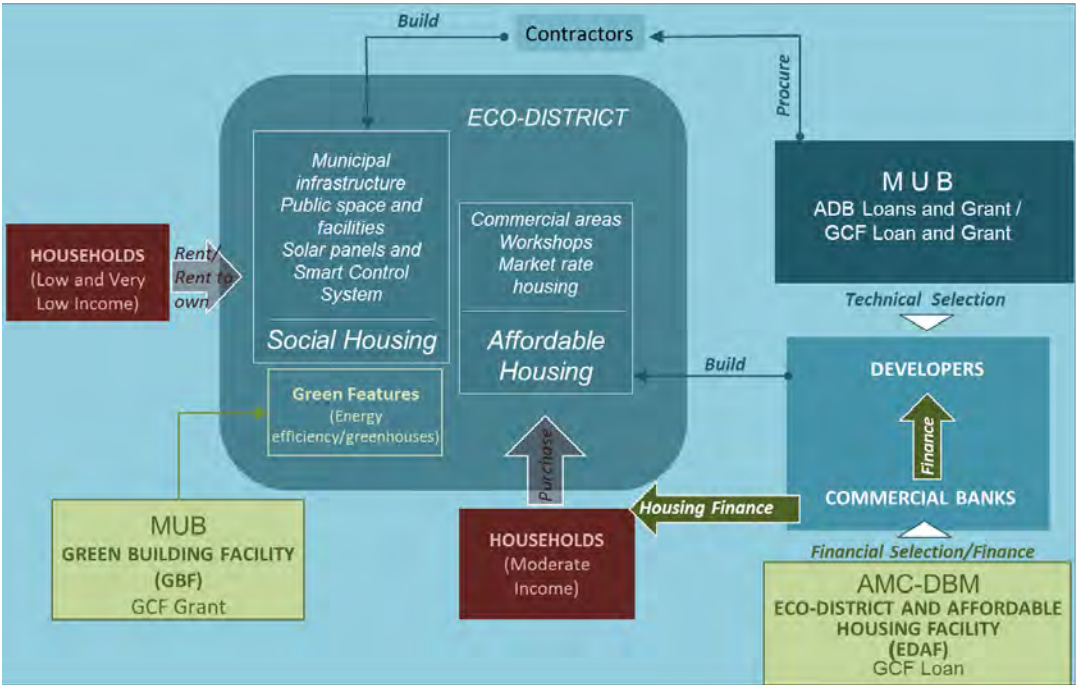 Build
Contractors
Procure
ECO-DISTRICT
Municipal
infrastructure
Public space and
facilities
Solar panels and
Smart Control
System
Social Housing
Commercial areas
Workshops
Market rate
housing
Affordable
Housing
M U B
ADB Loans and Grant /
GCF Loan and Grant
HOUSEHOLDS
(Low and Very
Low Income)
Rent/
Rent to
own
Technical Selection
DEVELOPERS
Build
Finance
COMMERCIAL BANKS
Green Features
(Energy
efficiency/greenhouses)
Purchase
Housing Finance
MUB
GREEN BUILDING FACILITY
(GBF)
GCF Grant
HOUSEHOLDS
(Moderate
Income)
Financial Selection/Finance
AMC-DBM
ECO-DISTRICT AND AFFORDABLE
HOUSING FACILITY
(EDAF)
GCF Loan